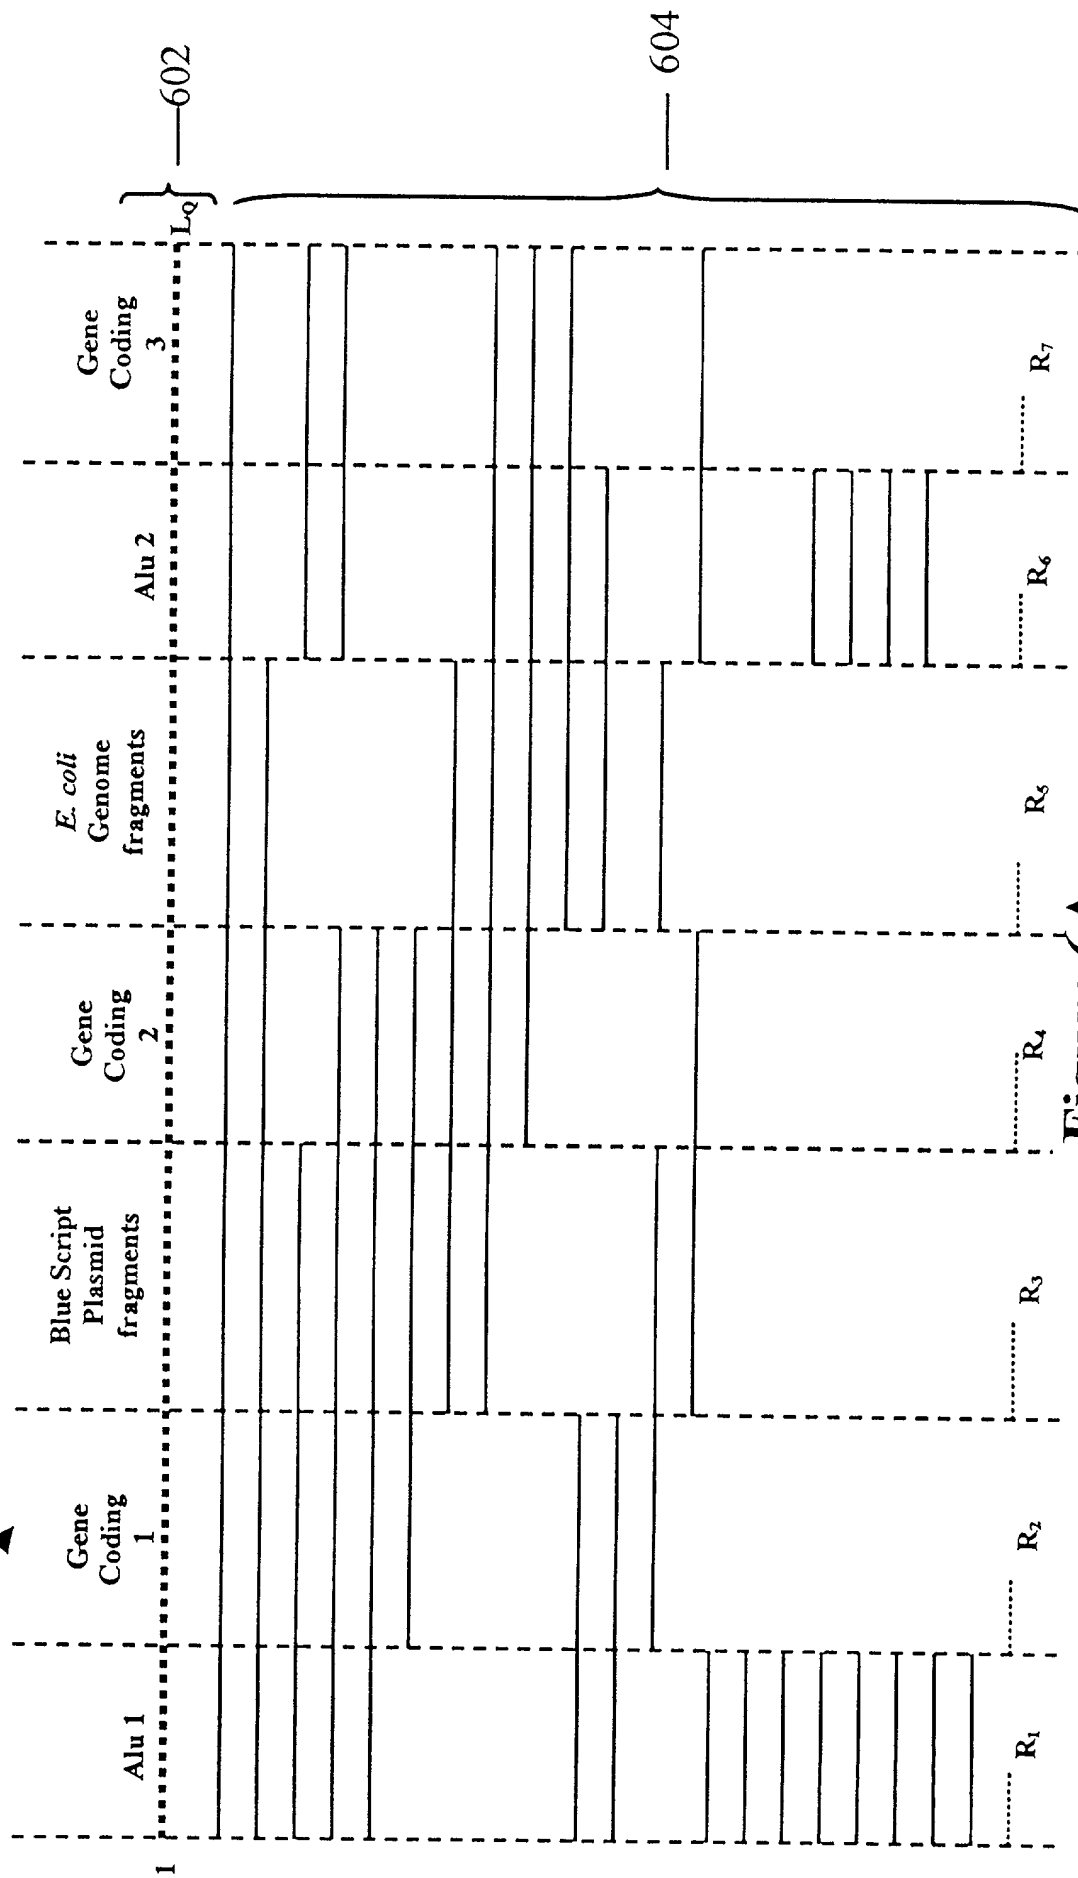 Alu 1
Gene
Coding
1
Blue Script
Plasmid
fragments
Gene
Coding
2
E. coli
Genome
fragments
Alu 2
Gene
Coding
3
1
LQ
602
604
R1
R2
R3
R4
R5
R6
R7